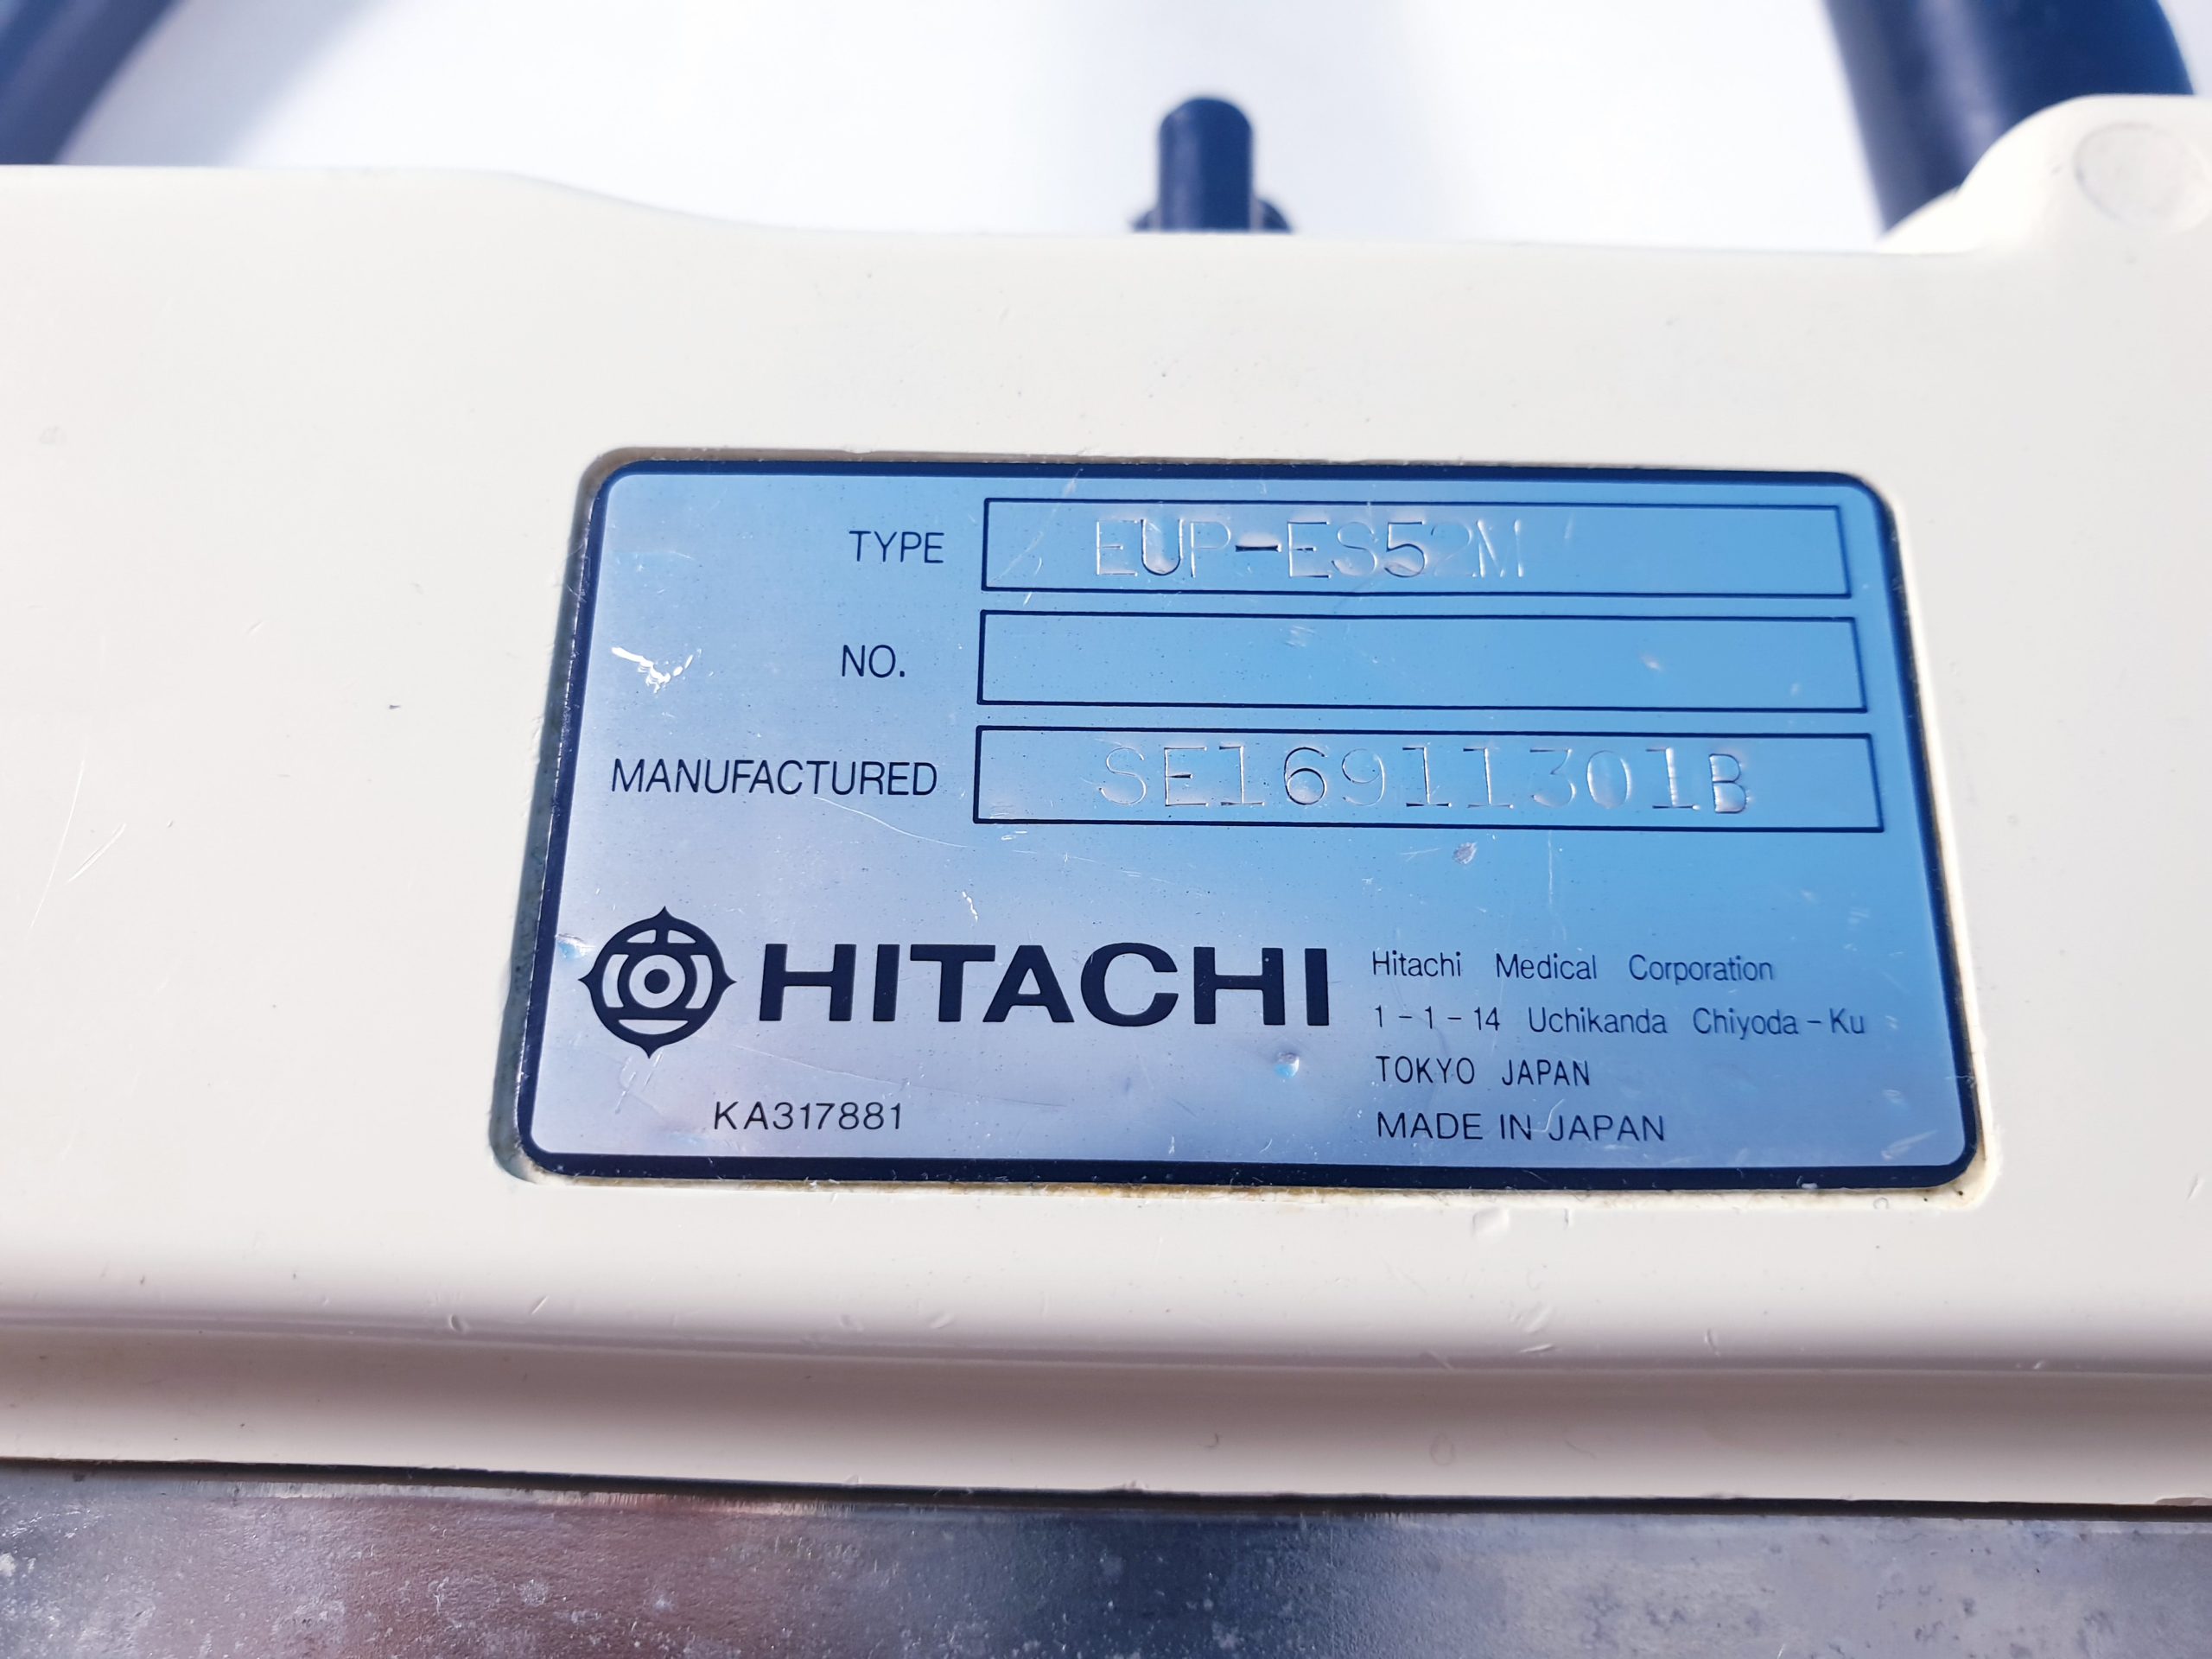 TYPE EUP-ES52M
NO.
MANUFACTURED SE16911301B
HITACHI
Hitachi Medical Corporation
1-1-14 Uchikanda Chiyoda-Ku
TOKYO JAPAN
MADE IN JAPAN
KA317881